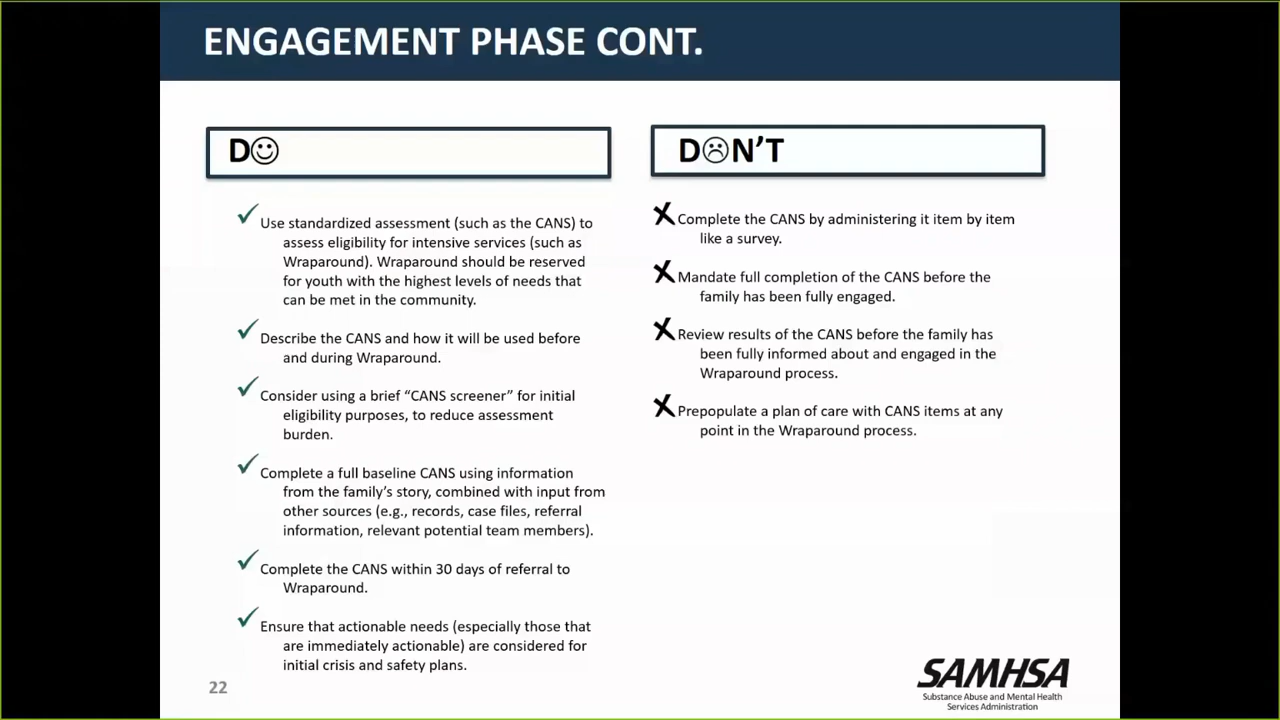 ENGAGEMENT PHASE CONT.
D☺
Use standardized assessment (such as the CANS) to
assess eligibility for intensive services (such as
Wraparound). Wraparound should be reserved
for youth with the highest levels of needs that
can be met in the community.
Describe the CANS and how it will be used before
and during Wraparound.
Consider using a brief “CANS screener” for initial
eligibility purposes, to reduce assessment
burden.
Complete a full baseline CANS using information
from the family’s story, combined with input from
other sources (e.g., records, case files, referral
information, relevant potential team members).
Complete the CANS within 30 days of referral to
Wraparound.
Ensure that actionable needs (especially those that
are immediately actionable) are considered for
initial crisis and safety plans.
D☹N’T
Complete the CANS by administering it item by item
like a survey.
Mandate full completion of the CANS before the
family has been fully engaged.
Review results of the CANS before the family has
been fully informed about and engaged in the
Wraparound process.
Prepopulate a plan of care with CANS items at any
point in the Wraparound process.
22
SAMHSA
Substance Abuse and Mental Health
Services Administration